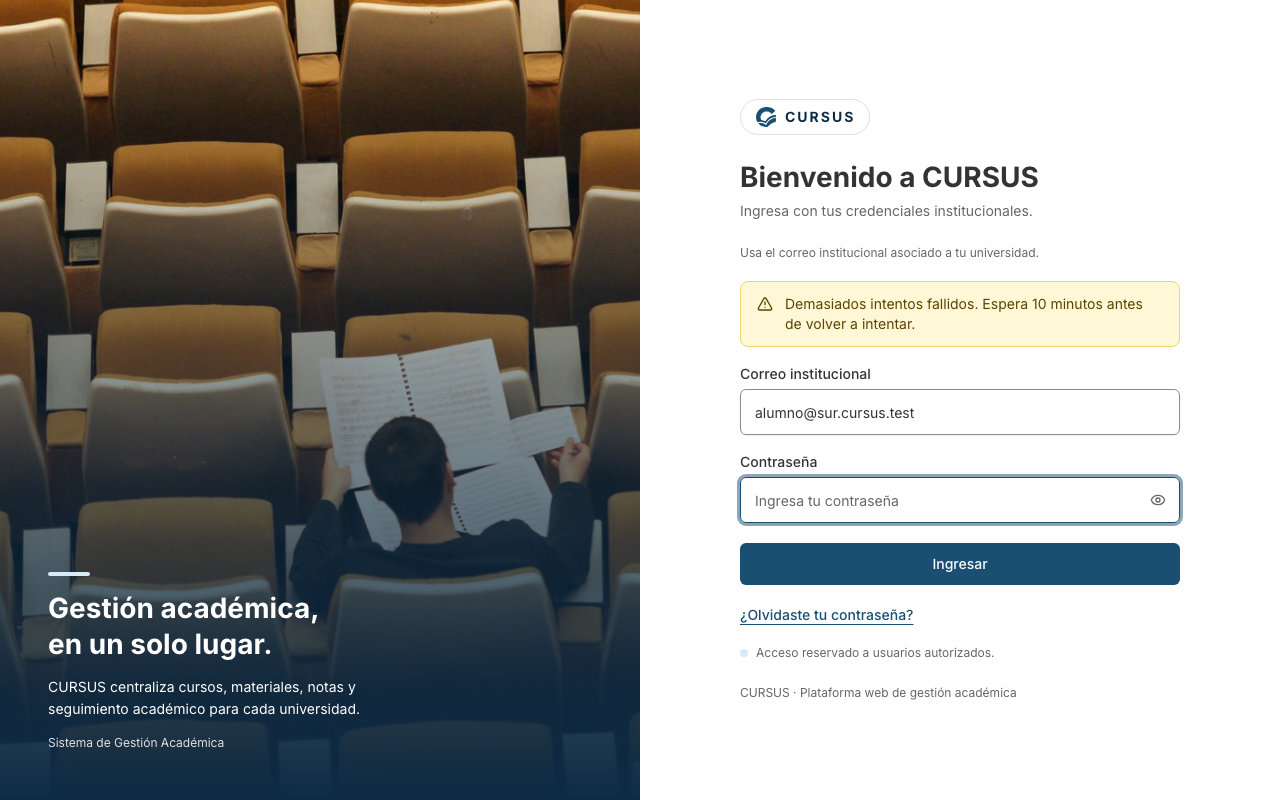 Gestión académica,
en un solo lugar.
CURSUS centraliza cursos, materiales, notas y
seguimiento académico para cada universidad.
Sistema de Gestión Académica
CURSUS
Bienvenido a CURSUS
Ingresa con tus credenciales institucionales.
Usa el correo institucional asociado a tu universidad.
Demasiados intentos fallidos. Espera 10 minutos antes
de volver a intentar.
Correo institucional
alumno@sur.cursus.test
Contraseña
Ingresa tu contraseña
Ingresar
¿Olvidaste tu contraseña?
Acceso reservado a usuarios autorizados.
CURSUS · Plataforma web de gestión académica